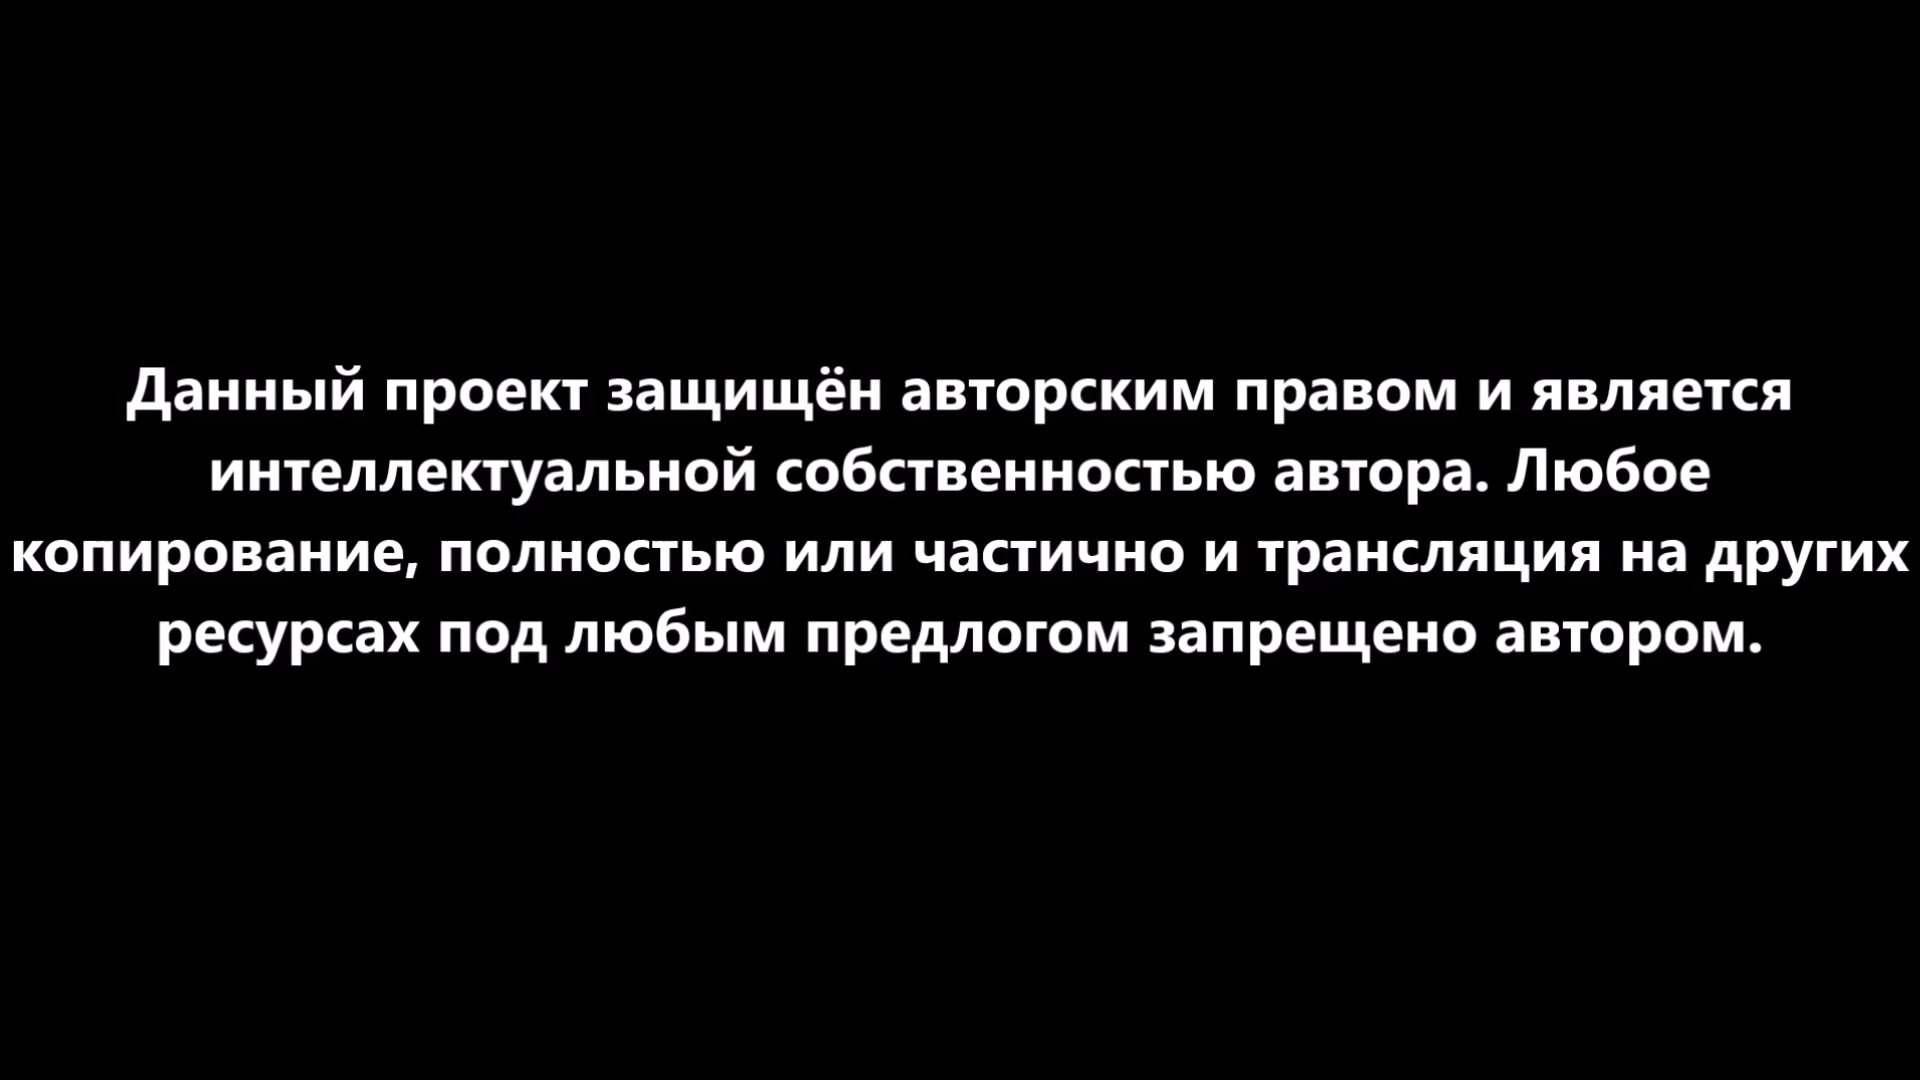 Данный проект защищён авторским правом и является
интеллектуальной собственностью автора. Любое
копирование, полностью или частично и трансляция на других
ресурсах под любым предлогом запрещено автором.